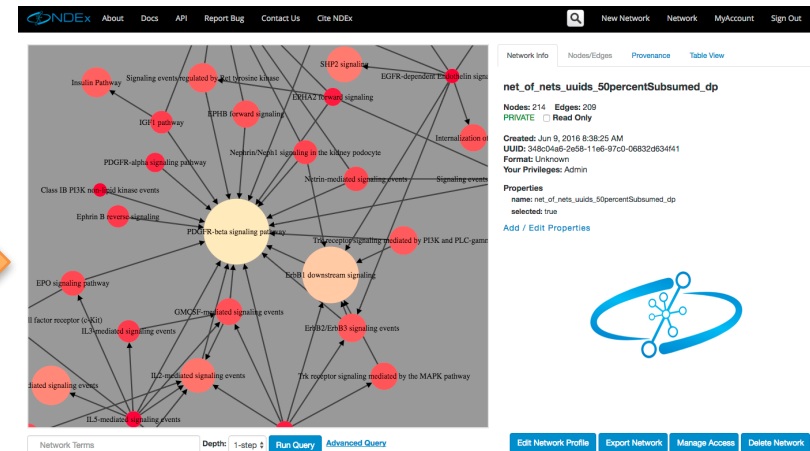 NDEx About Docs API Report Bug Contact Us Cite NDEx New Network Network MyAccount Sign Out
Network Info Nodes/Edges Provenance Table View
net_of_nets_uuids_50percentSubsumed_dp
Nodes: 214 Edges: 209
PRIVATE Read Only
Created: Jun 9, 2016 8:38:25 AM
UUID: 348c04a6-2e58-11e6-97c0-06832d634f41
Format: Unknown
Your Privileges: Admin
Properties
name: net_of_nets_uuids_50percentSubsumed_dp
selected: true
Add / Edit Properties
SHP2 signaling
EGFR-dependent Endothelin signa
Insulin Pathway
Signaling events regulated by Ret tyrosine kinase
EPHA2 forward signaling
EPHB forward signaling
IGF1 pathway
Internalization of
Nephrin/Neph1 signaling in the kidney podocyte
PDGFR-alpha signaling pathway
Netrin-mediated signaling events
Signaling events
Class IB PI3K non-lipid kinase events
Ephrin B reverse signaling
PDGFR-beta signaling pathway
Trk receptor signaling mediated by PI3K and PLC-gamm
ErbB1 downstream signaling
EPO signaling pathway
GMCSF-mediated signaling events
ll factor receptor (c-Kit)
IL3-mediated signaling events
ErbB2/ErbB3 signaling events
IL2-mediated signaling events
Trk receptor signaling mediated by the MAPK pathway
diated signaling events
IL5-mediated signaling events
Network Terms Depth: 1-step Run Query Advanced Query
Edit Network Profile Export Network Manage Access Delete Network